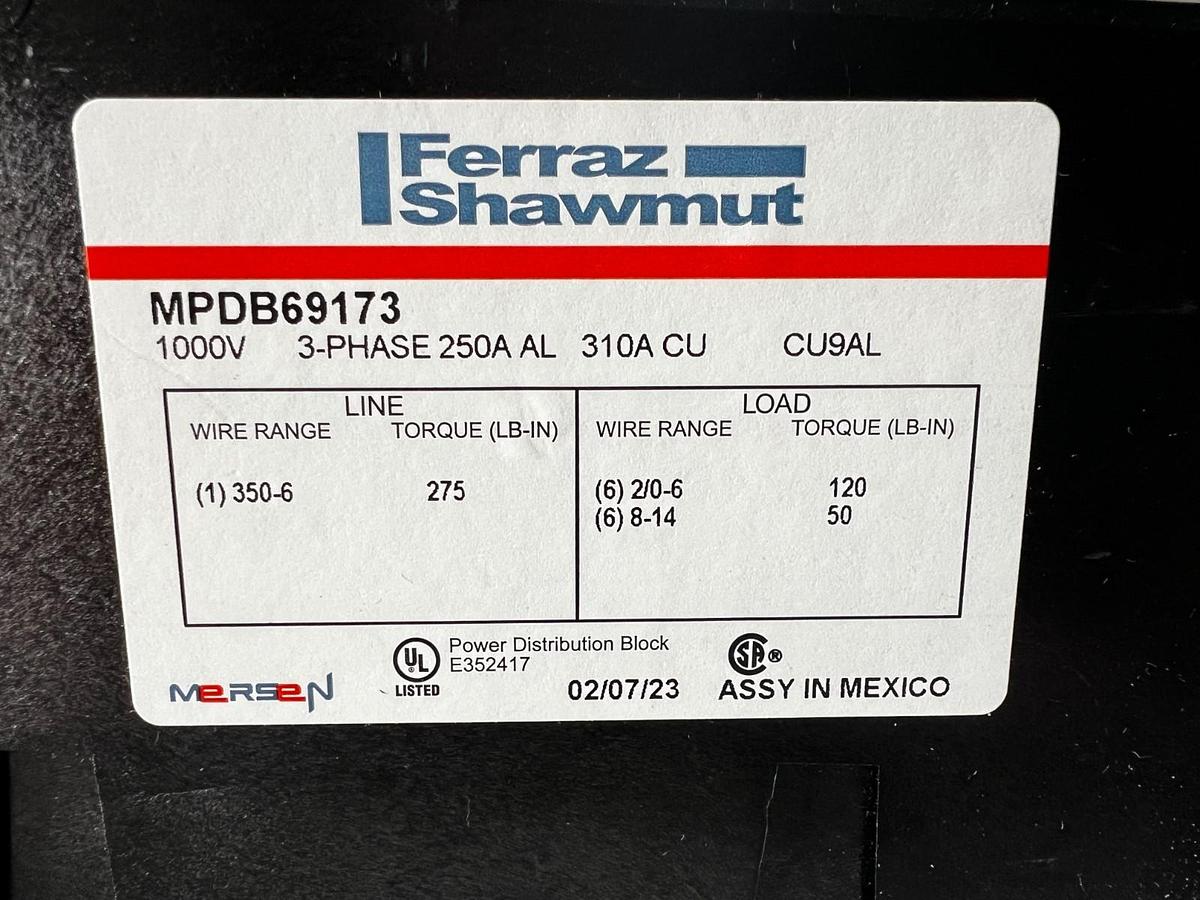 Ferraz
Shawmut
MPDB69173
1000V 3-PHASE 250A AL 310A CU CU9AL
LINE LOAD
WIRE RANGE TORQUE (LB-IN) WIRE RANGE TORQUE (LB-IN)
(1) 350-6 275 (6) 2/0-6 120
(6) 8-14 50
UL® Power Distribution Block SA®
E352417
MERSEN LISTED 02/07/23 ASSY IN MEXICO